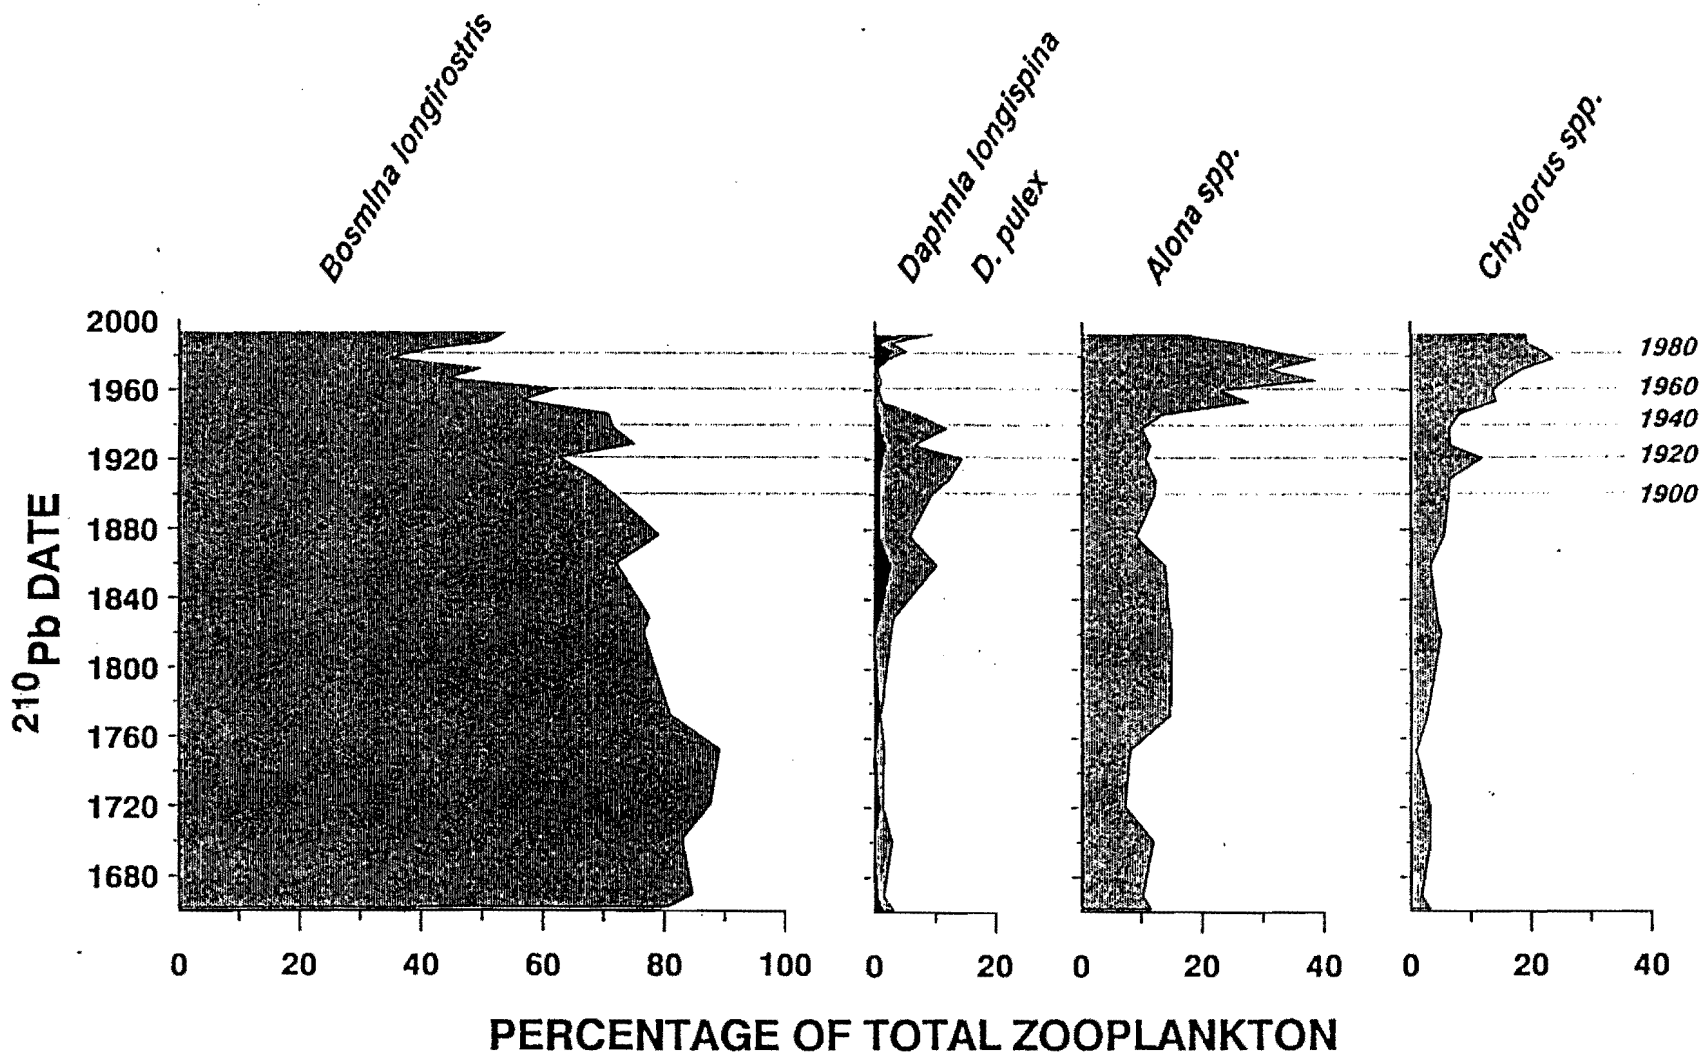 Bosmina longirostris
Daphnia longispina
D. pulex
Alona spp.
Chydorus spp.
2000
1960
1920
1880
1840
1800
1760
1720
1680
210Pb DATE
1980
1960
1940
1920
1900
0 20 40 60 80 100
0 20
0 20 40
0 20 40
PERCENTAGE OF TOTAL ZOOPLANKTON